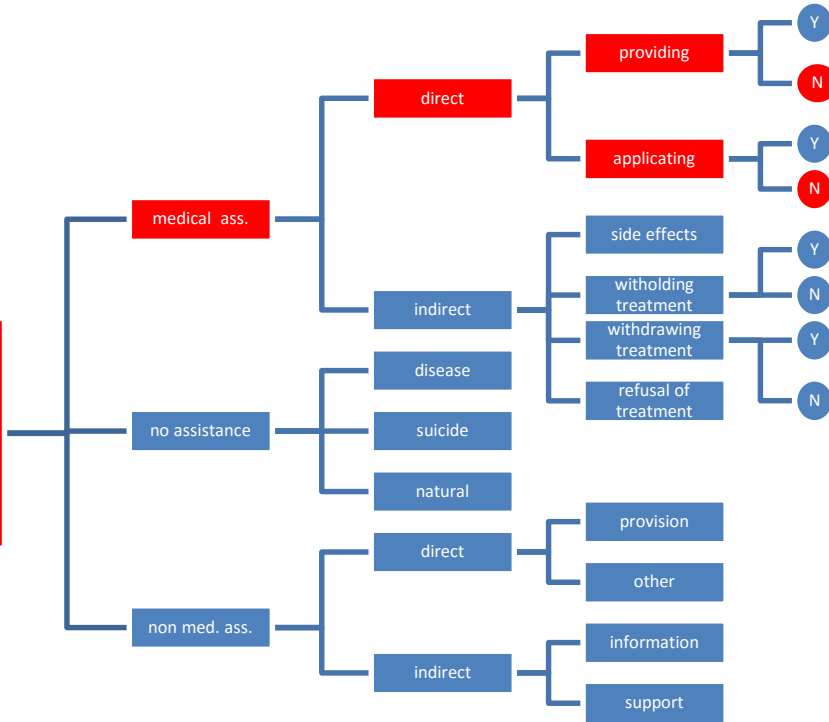 providing
Y
N
direct
applicating
Y
N
medical ass.
side effects
indirect
witholding
treatment
Y
N
withdrawing
treatment
Y
N
refusal of
treatment
no assistance
disease
suicide
natural
non med. ass.
direct
provision
other
indirect
information
support